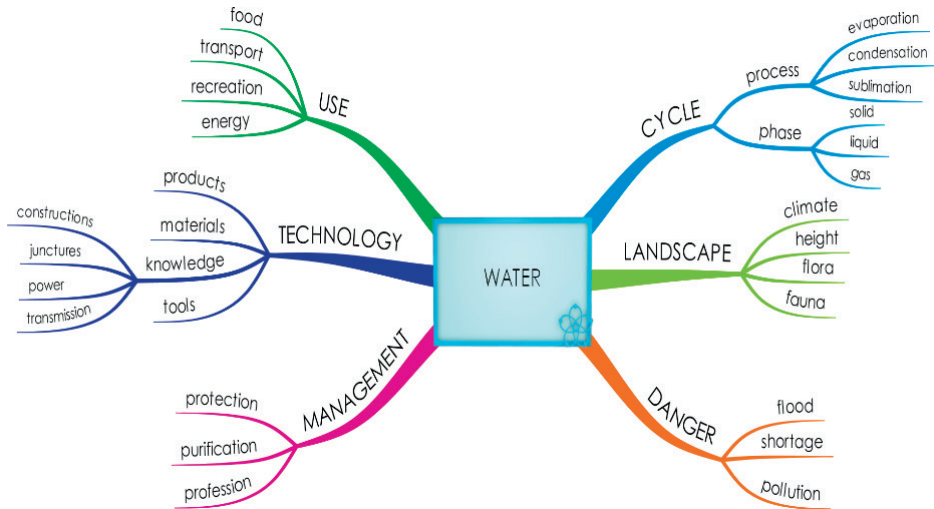 food
transport
recreation
energy
USE
products
materials
knowledge
tools
TECHNOLOGY
constructions
junctures
power
transmission
protection
purification
profession
MANAGEMENT
WATER
CYCLE
process
evaporation
condensation
sublimation
phase
solid
liquid
gas
LANDSCAPE
climate
height
flora
fauna
DANGER
flood
shortage
pollution